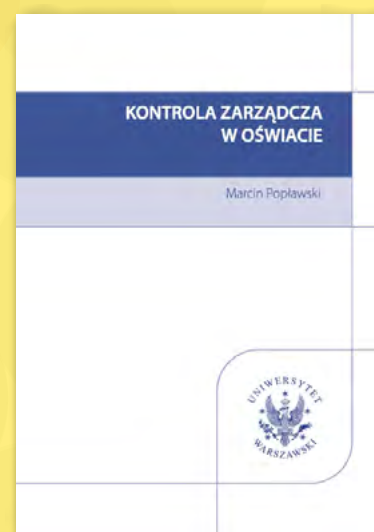 KONTROLA ZARZĄDCZA
W OŚWIACIE
Marcin Popławski
UNIWERSYTET
WARSZAWSKI